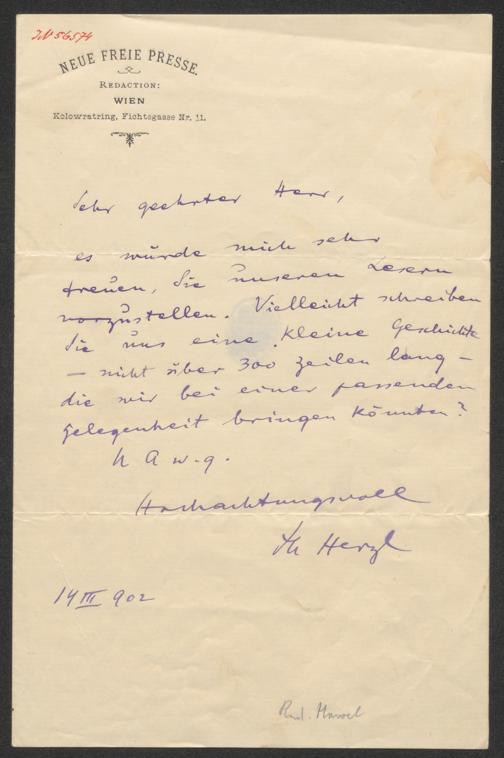 JN 56574
NEUE FREIE PRESSE.
REDACTION:
WIEN
Kolowratring, Fichtegasse Nr. 11.
Sehr geehrter Herr,
es würde mich sehr
freuen, Sie unseren Lesern
vorzustellen. Vielleicht schreiben
Sie uns eine kleine Geschichte
– nicht über 300 Zeilen lang –
die wir bei einer passenden
Gelegenheit bringen könnten?
Hochachtungsvoll
Th Herzl
14 III 902
Rud. Hawel